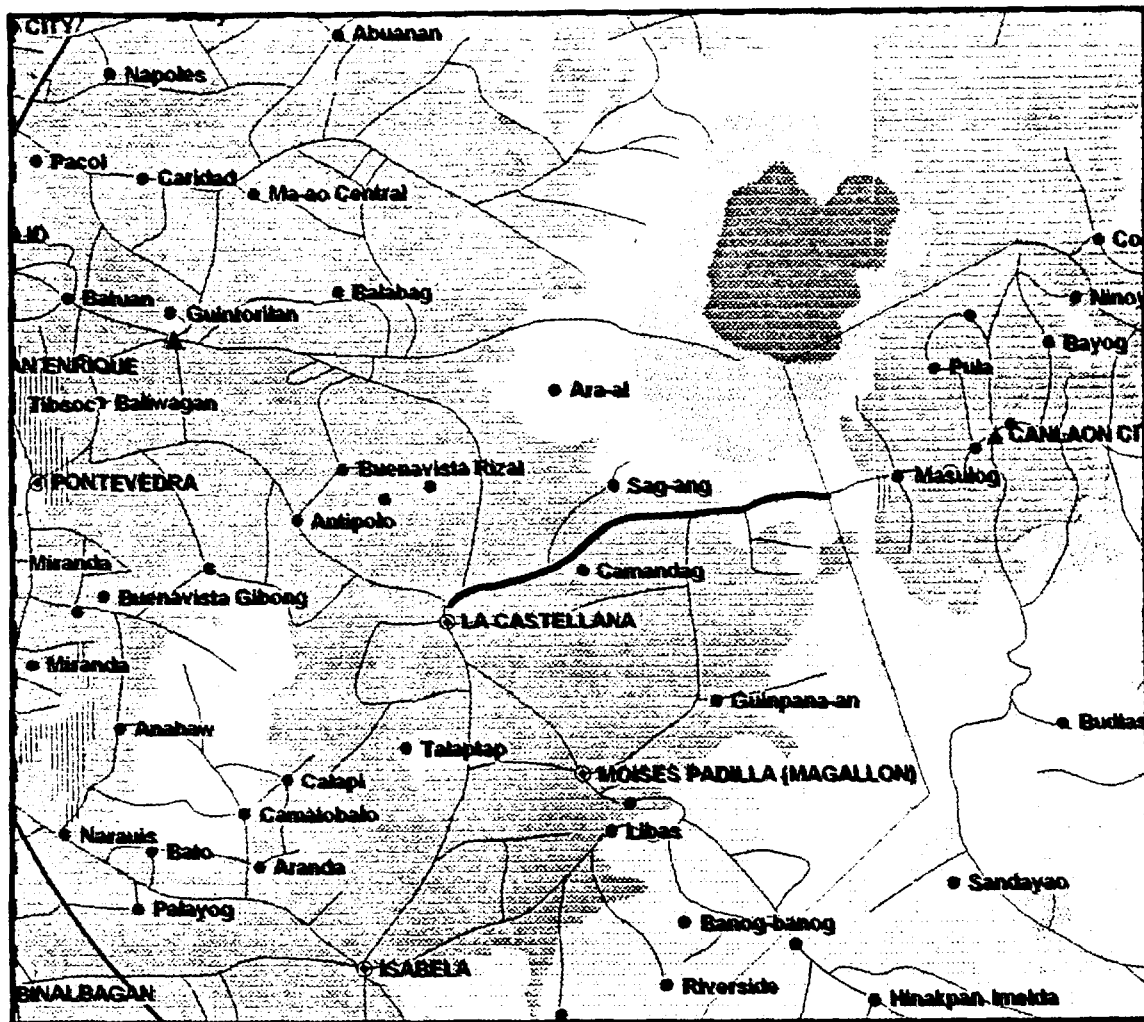 CITY
Abuanan
Napoles
Pacol
Caridad
Ma-ao Central
Co
Batuan
Guintorilan
Balabag
Nino
Bayog
AN ENRIQUE
Ara-al
Pula
Tibsoc
Baliwagan
CANLAON CI
PONTEVEDRA
Buenavista Rizal
Sag-ang
Masulog
Antipolo
Miranda
Camandag
Buenavista Gibong
LA CASTELLANA
Miranda
Guinpana-an
Anahaw
Talaptap
Budlas
Calapi
MOISES PADILLA (MAGALLON)
Camalobalo
Narauis
Libas
Bato
Aranda
Sandayao
Palayog
Banog-banog
ISABELA
BINALBAGAN
Riverside
Hinakpan Imelda